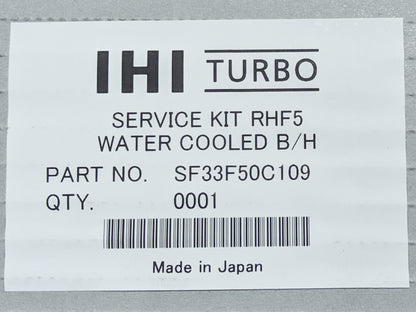 IHI TURBO
SERVICE KIT RHF5
WATER COOLED B/H
PART NO. SF33F50C109
QTY. 0001
Made in Japan